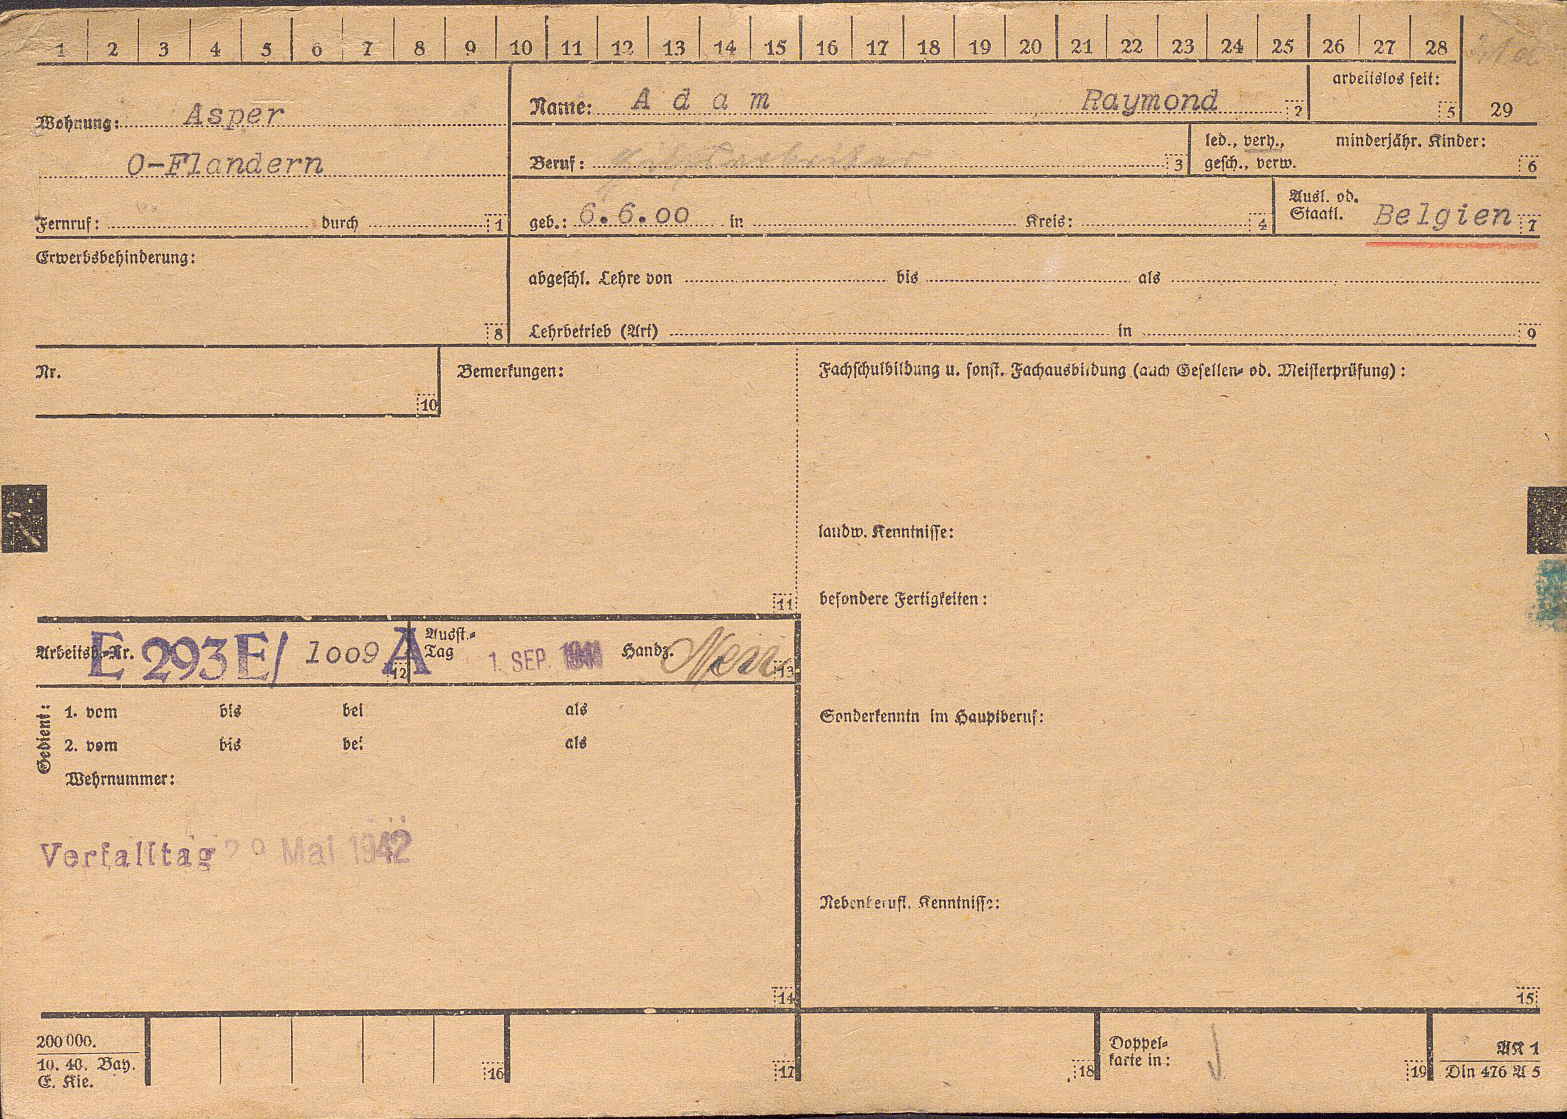 1 2 3 4 5 6 7 8 9 10 11 12 13 14 15 16 17 18 19 20 21 22 23 24 25 26 27 28
Wohnung: Asper
O-Flandern
Fernruf: durch 1
Name: Adam Raymond 2
arbeitslos seit: 5
29
Beruf: 3
led., verh., minderjähr. Kinder:
gesch., verw. 6
geb.: 6.6.00 in Kreis: 4
Ausl. od.
Staatl. Belgien 7
Erwerbsbehinderung: 8
abgeschl. Lehre von bis als
Lehrbetrieb (Art) in 9
Nr. 10
Bemerkungen: 11
Fachschulbildung u. sonst. Fachausbildung (auch Gesellen- od. Meisterprüfung):
landw. Kenntnisse:
besondere Fertigkeiten:
Arbeitsb.-Nr. E 293E/ 1009 A 12
Ausst.-
Tag 1. SEP. 1941 Handz. 13
Gedient:
1. vom bis bei als
2. vom bis bei als
Wehrnummer:
Verfalltag Mai 1942
14
Sonderkenntn im Hauptberuf:
Nebenberufl. Kenntnisse:
15
200 000.
10. 40. Bay.
E. Kie.
16 17 18
Doppel-
karte in: 19
AK 1
Din 476 A 5